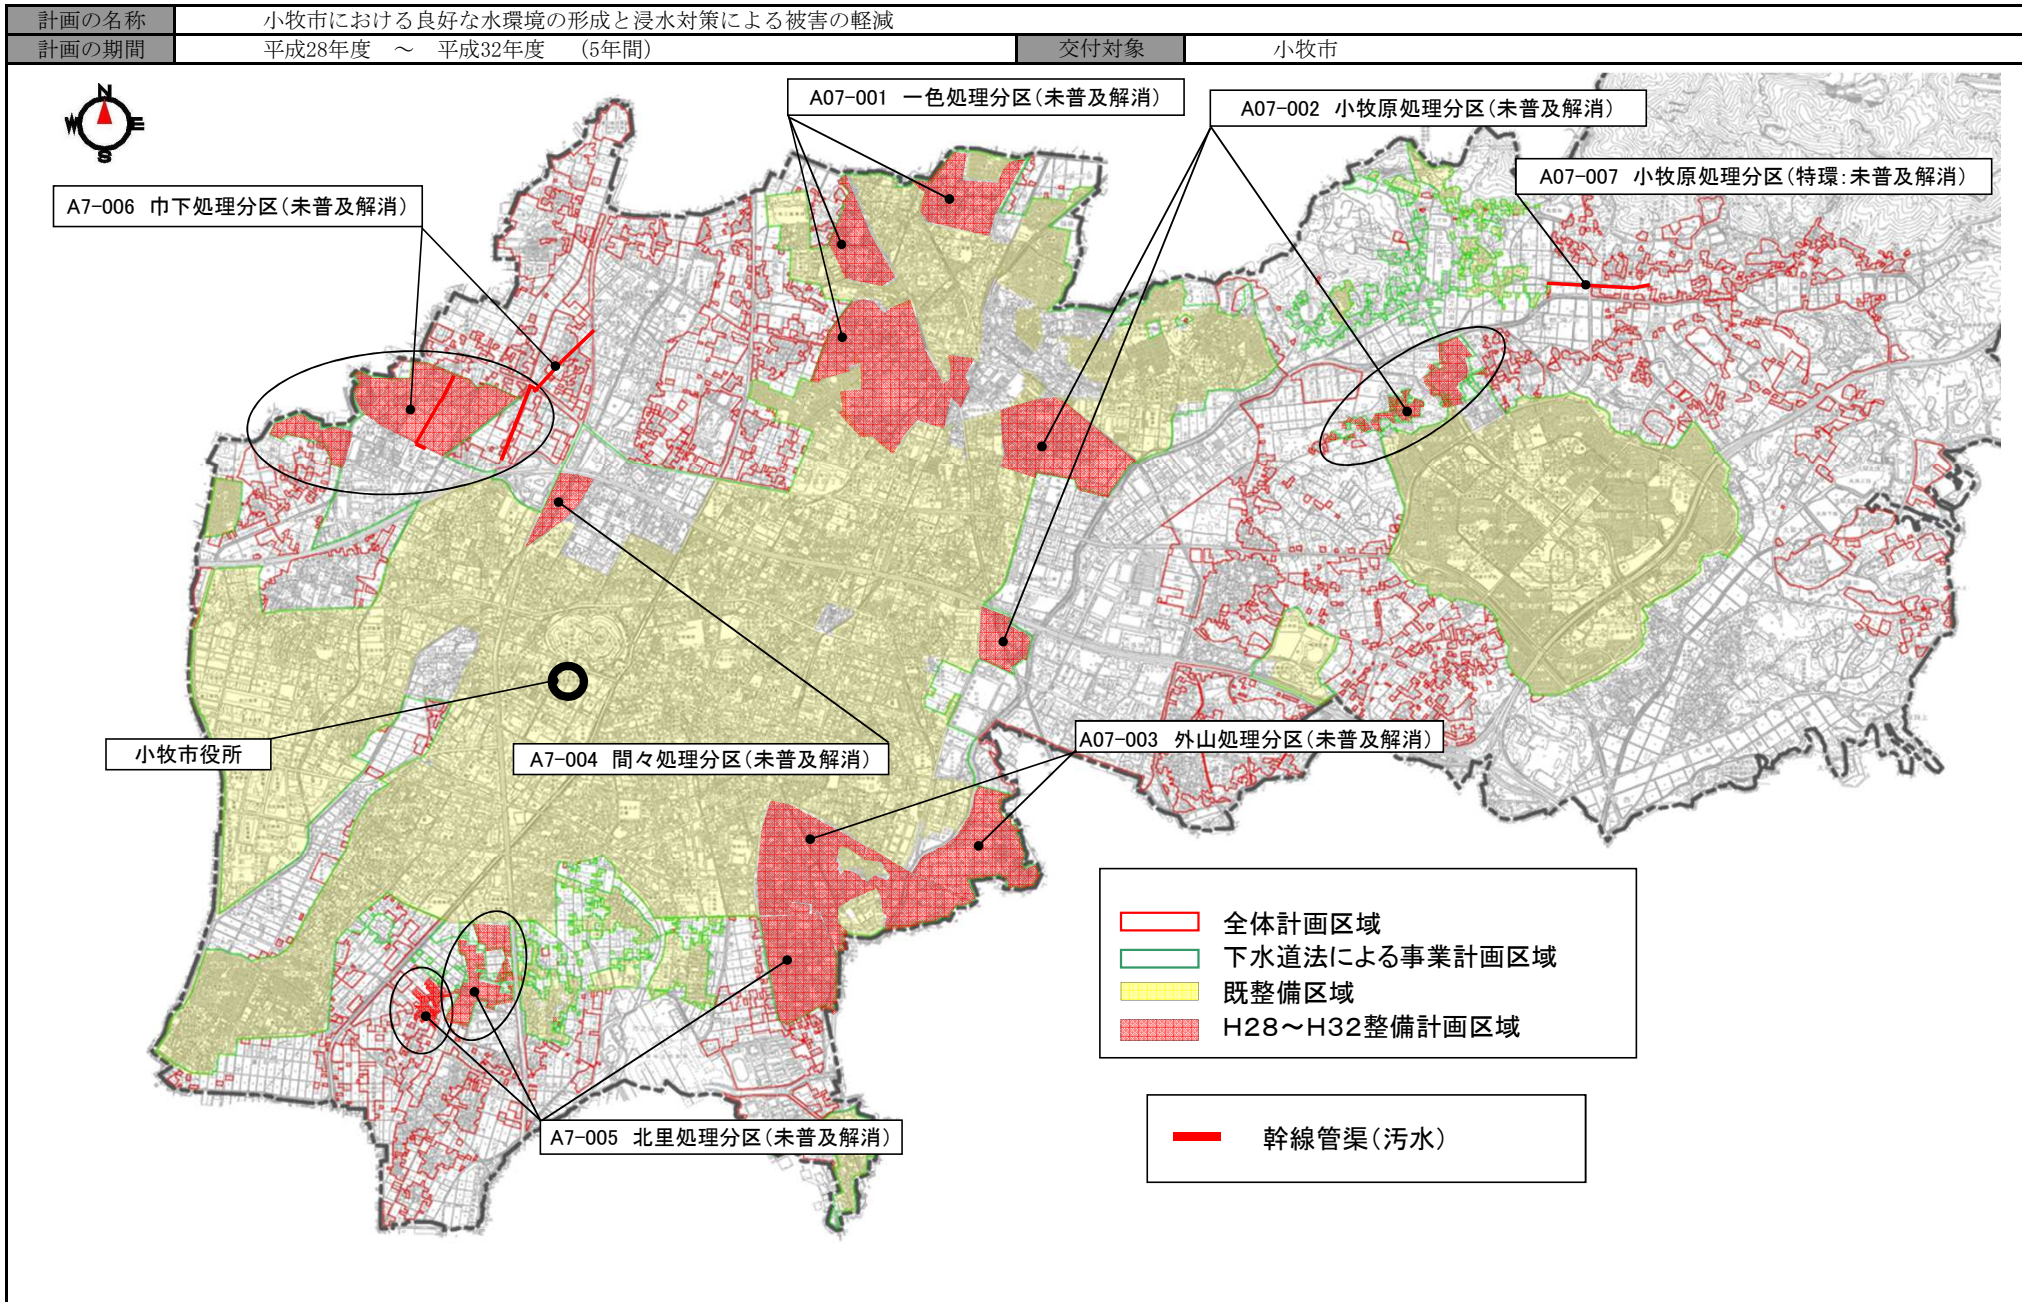 計画の名称 小牧市における良好な水環境の形成と浸水対策による被害の軽減
計画の期間 平成28年度 ～ 平成32年度 （5年間） 交付対象 小牧市
N
W E
S
A07-001 一色処理分区（未普及解消）
A07-002 小牧原処理分区（未普及解消）
A07-007 小牧原処理分区（特環：未普及解消）
A7-006 巾下処理分区（未普及解消）
小牧市役所
A7-004 間々処理分区（未普及解消）
A07-003 外山処理分区（未普及解消）
A7-005 北里処理分区（未普及解消）
全体計画区域
下水道法による事業計画区域
既整備区域
H28～H32整備計画区域
幹線管渠（汚水）